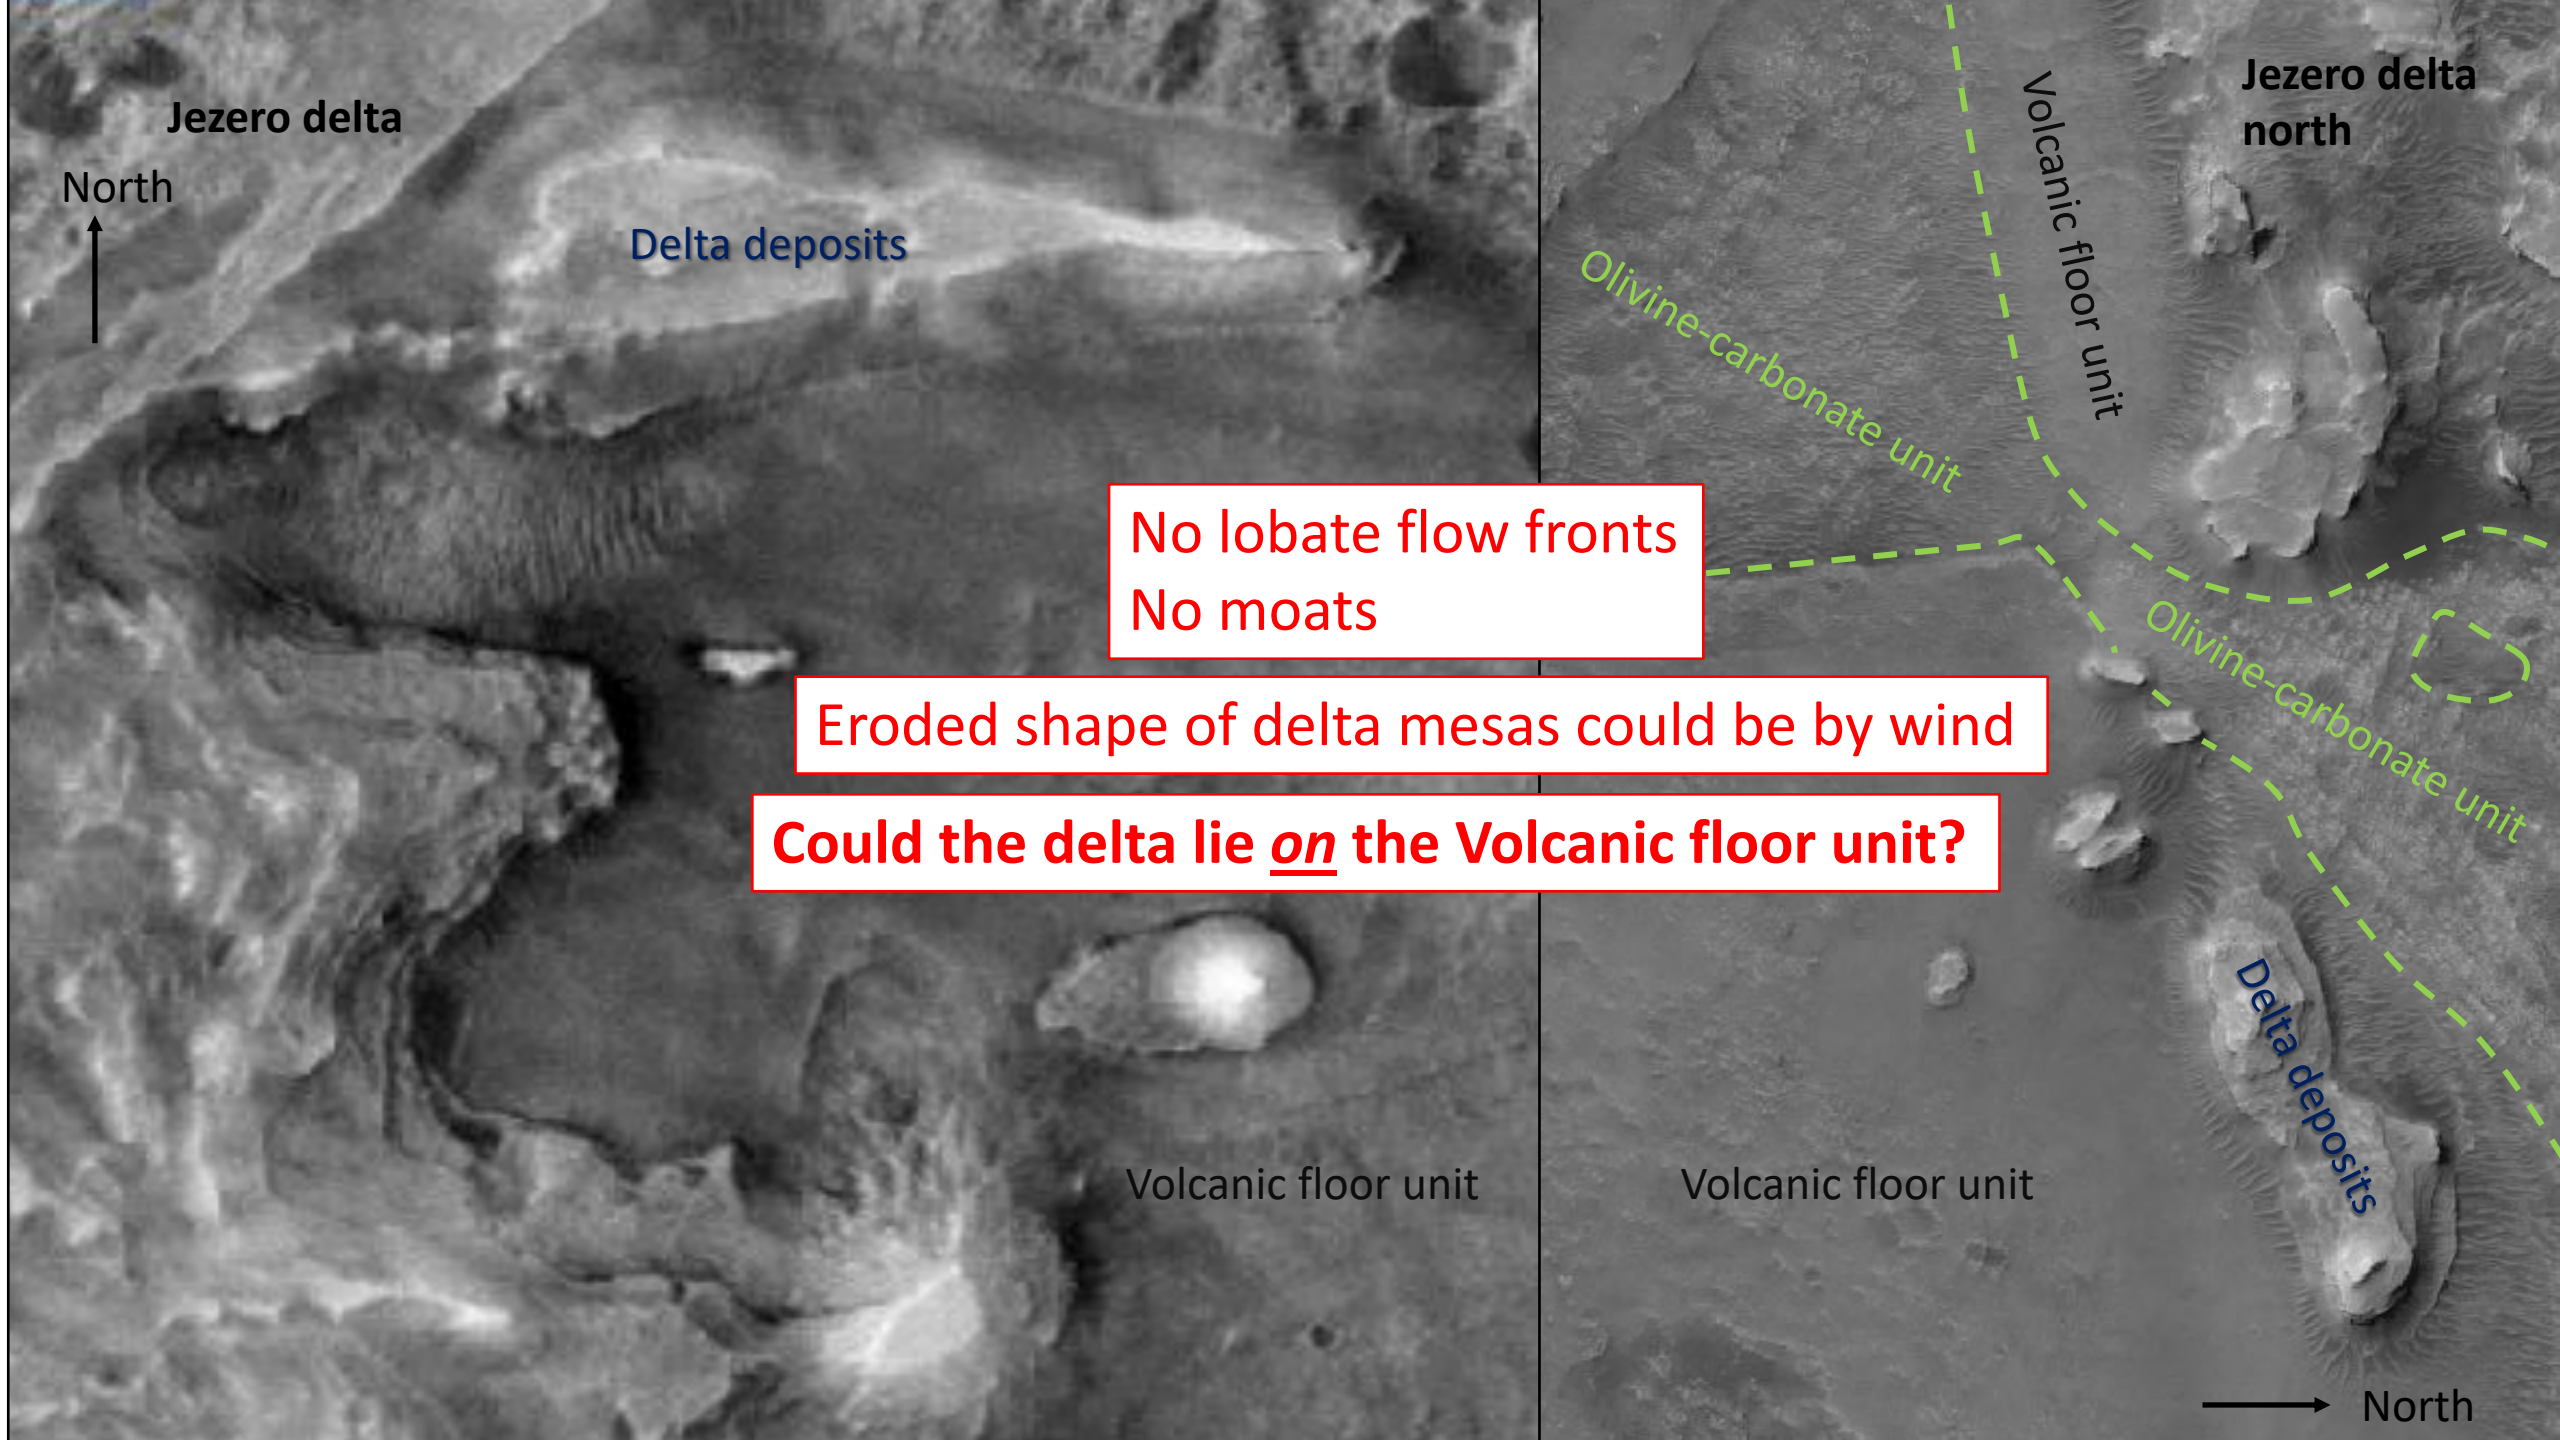 Jezero delta
North
Delta deposits
Jezero delta
north
Volcanic floor unit
Olivine-carbonate unit
No lobate flow fronts
No moats
Olivine-carbonate unit
Eroded shape of delta mesas could be by wind
Could the delta lie on the Volcanic floor unit?
Delta deposits
Volcanic floor unit
Volcanic floor unit
North